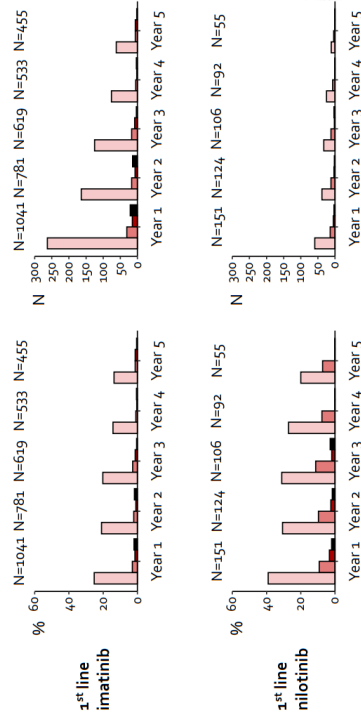 1st line
imatinib
%
60
40
20
0
N=1041 N=781 N=619 N=533 N=455
Year 1 Year 2 Year 3 Year 4 Year 5
N
300
250
200
150
100
50
0
N=1041 N=781 N=619 N=533 N=455
Year 1 Year 2 Year 3 Year 4 Year 5
1st line
nilotinib
%
60
40
20
0
N=151 N=124 N=106 N=92 N=55
Year 1 Year 2 Year 3 Year 4 Year 5
N
300
250
200
150
100
50
0
N=151 N=124 N=106 N=92 N=55
Year 1 Year 2 Year 3 Year 4 Year 5